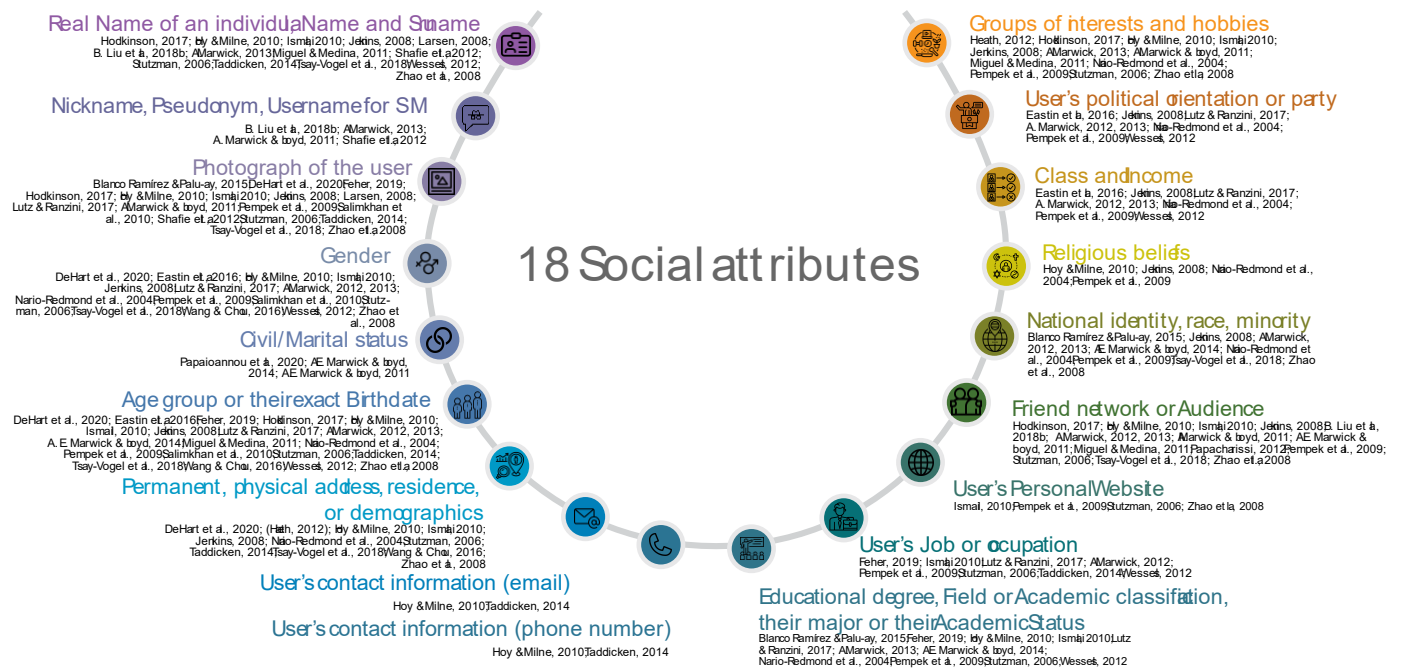 Real Name of an individual, Name and Surname
Hodkinson, 2017; Hoy & Milne, 2010; Ismail, 2010; Jenkins, 2008; Larsen, 2008;
B. Liu et al., 2018b; A. Marwick, 2013; Miguel & Medina, 2011; Shafie et al., 2012;
Stutzman, 2006; Taddicken, 2014; Tsay-Vogel et al., 2018; Wessels, 2012;
Zhao et al., 2008
Nickname, Pseudonym, Username for SM
B. Liu et al., 2018b; A. Marwick, 2013;
A. Marwick & boyd, 2011; Shafie et al., 2012
Photograph of the user
Blanco Ramírez & Palu-ay, 2015; DeHart et al., 2020; Feher, 2019;
Hodkinson, 2017; Hoy & Milne, 2010; Ismail, 2010; Jenkins, 2008; Larsen, 2008;
Lutz & Ranzini, 2017; A. Marwick & boyd, 2011; Pempek et al., 2009; Salimkhan et
al., 2010; Shafie et al., 2012; Stutzman, 2006; Taddicken, 2014;
Tsay-Vogel et al., 2018; Zhao et al., 2008
Gender
DeHart et al., 2020; Eastin et al., 2016; Hoy & Milne, 2010; Ismail, 2010;
Jerkins, 2008; Lutz & Ranzini, 2017; A. Marwick, 2012, 2013;
Nario-Redmond et al., 2004; Pempek et al., 2009; Salimkhan et al., 2010; Stutz-
man, 2006; Tsay-Vogel et al., 2018; Wang & Chou, 2016; Wessels, 2012; Zhao et
al., 2008
Civil/Marital status
Papaioannou et al., 2020; A. E. Marwick & boyd,
2014; A. E. Marwick & boyd, 2011
Age group or their exact Birthdate
DeHart et al., 2020; Eastin et al., 2016; Feher, 2019; Hodkinson, 2017; Hoy & Milne, 2010;
Ismail, 2010; Jenkins, 2008; Lutz & Ranzini, 2017; A. Marwick, 2012, 2013;
A. E. Marwick & boyd, 2014; Miguel & Medina, 2011; Nario-Redmond et al., 2004;
Pempek et al., 2009; Salimkhan et al., 2010; Stutzman, 2006; Taddicken, 2014;
Tsay-Vogel et al., 2018; Wang & Chou, 2016; Wessels, 2012; Zhao et al., 2008
Permanent, physical address, residence,
or demographics
DeHart et al., 2020; (Heath, 2012); Hoy & Milne, 2010; Ismail, 2010;
Jerkins, 2008; Nario-Redmond et al., 2004; Stutzman, 2006;
Taddicken, 2014; Tsay-Vogel et al., 2018; Wang & Chou, 2016;
Zhao et al., 2008
User's contact information (email)
Hoy & Milne, 2010; Taddicken, 2014
User's contact information (phone number)
Hoy & Milne, 2010; Taddicken, 2014
18 Social attributes
Groups of interests and hobbies
Heath, 2012; Hodkinson, 2017; Hoy & Milne, 2010; Ismail, 2010;
Jerkins, 2008; A. Marwick, 2013; A. Marwick & boyd, 2011;
Miguel & Medina, 2011; Nario-Redmond et al., 2004;
Pempek et al., 2009; Stutzman, 2006; Zhao et al., 2008
User's political orientation or party
Eastin et al., 2016; Jenkins, 2008; Lutz & Ranzini, 2017;
A. Marwick, 2012, 2013; Nario-Redmond et al., 2004;
Pempek et al., 2009; Wessels, 2012
Class and Income
Eastin et al., 2016; Jenkins, 2008; Lutz & Ranzini, 2017;
A. Marwick, 2012, 2013; Nario-Redmond et al., 2004;
Pempek et al., 2009; Wessels, 2012
Religious beliefs
Hoy & Milne, 2010; Jenkins, 2008; Nario-Redmond et al.,
2004; Pempek et al., 2009
National identity, race, minority
Blanco Ramírez & Palu-ay, 2015; Jenkins, 2008; A. Marwick,
2012, 2013; A. E. Marwick & boyd, 2014; Nario-Redmond et
al., 2004; Pempek et al., 2009; Tsay-Vogel et al., 2018; Zhao
et al., 2008
Friend network or Audience
Hodkinson, 2017; Hoy & Milne, 2010; Ismail, 2010; Jenkins, 2008; B. Liu et al.,
2018b; A. Marwick, 2012, 2013; A. Marwick & boyd, 2011; A. E. Marwick &
boyd, 2011; Miguel & Medina, 2011; Papacharissi, 2012; Pempek et al., 2009;
Stutzman, 2006; Tsay-Vogel et al., 2018; Zhao et al., 2008
User's Personal Website
Ismail, 2010; Pempek et al., 2009; Stutzman, 2006; Zhao et al., 2008
User's Job or occupation
Feher, 2019; Ismail, 2010; Lutz & Ranzini, 2017; A. Marwick, 2012;
Pempek et al., 2009; Stutzman, 2006; Taddicken, 2014; Wessels, 2012
Educational degree, Field or Academic classification,
their major or their Academic Status
Blanco Ramírez & Palu-ay, 2015; Feher, 2019; Hoy & Milne, 2010; Ismail, 2010; Lutz
& Ranzini, 2017; A. Marwick, 2013; A. E. Marwick & boyd, 2014;
Nario-Redmond et al., 2004; Pempek et al., 2009; Stutzman, 2006; Wessels, 2012